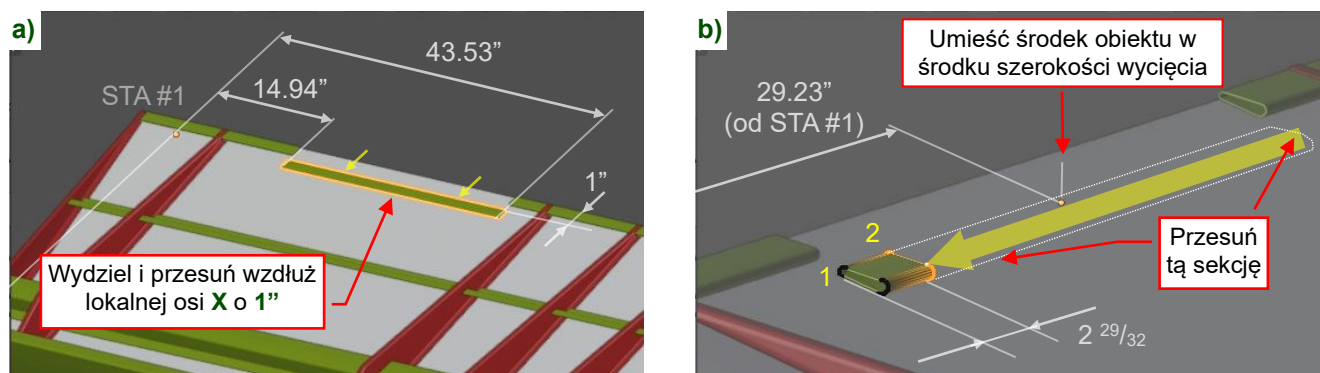 a)
43.53”
STA #1
14.94”
1”
Wydziel i przesuń wzdłuż
lokalnej osi X o 1”
b)
Umieść środek obiektu w
środku szerokości wycięcia
29.23”
(od STA #1)
2
1
Przesuń
tą sekcję
2 29/32